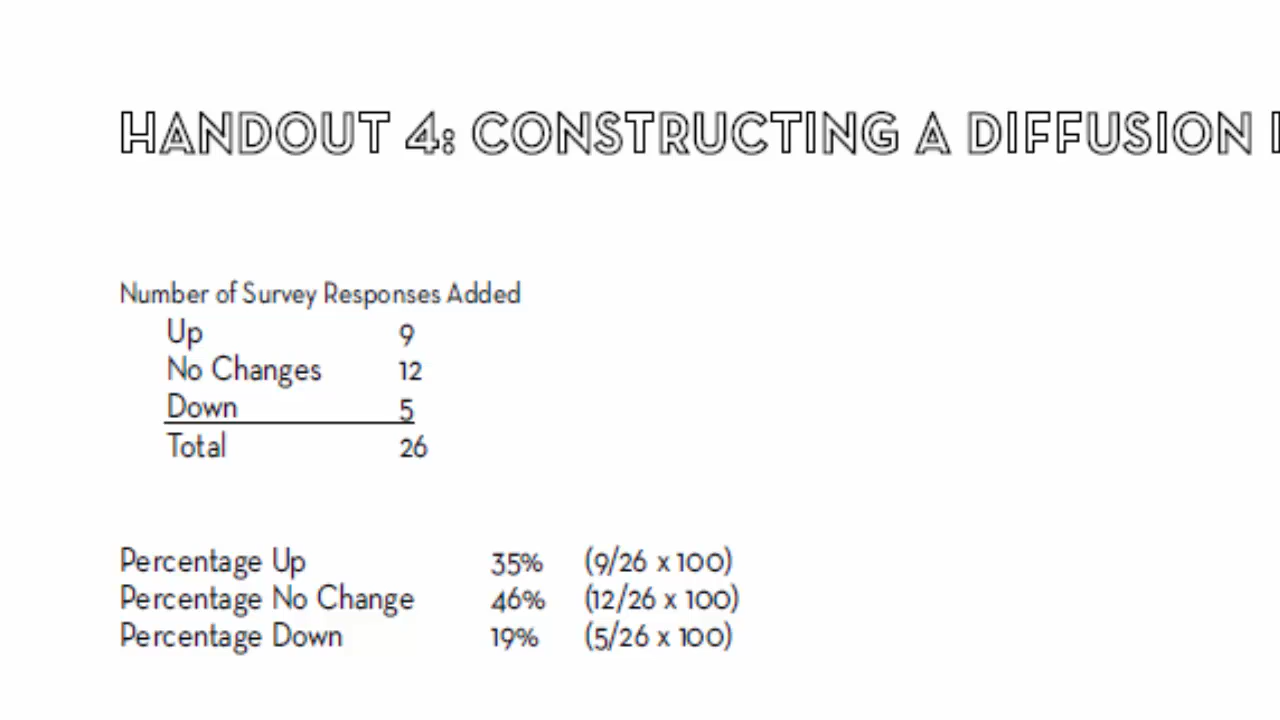 HANDOUT 4: CONSTRUCTING A DIFFUSION
Number of Survey Responses Added
Up 9
No Changes 12
Down 5
Total 26
Percentage Up 35% (9/26 x 100)
Percentage No Change 46% (12/26 x 100)
Percentage Down 19% (5/26 x 100)